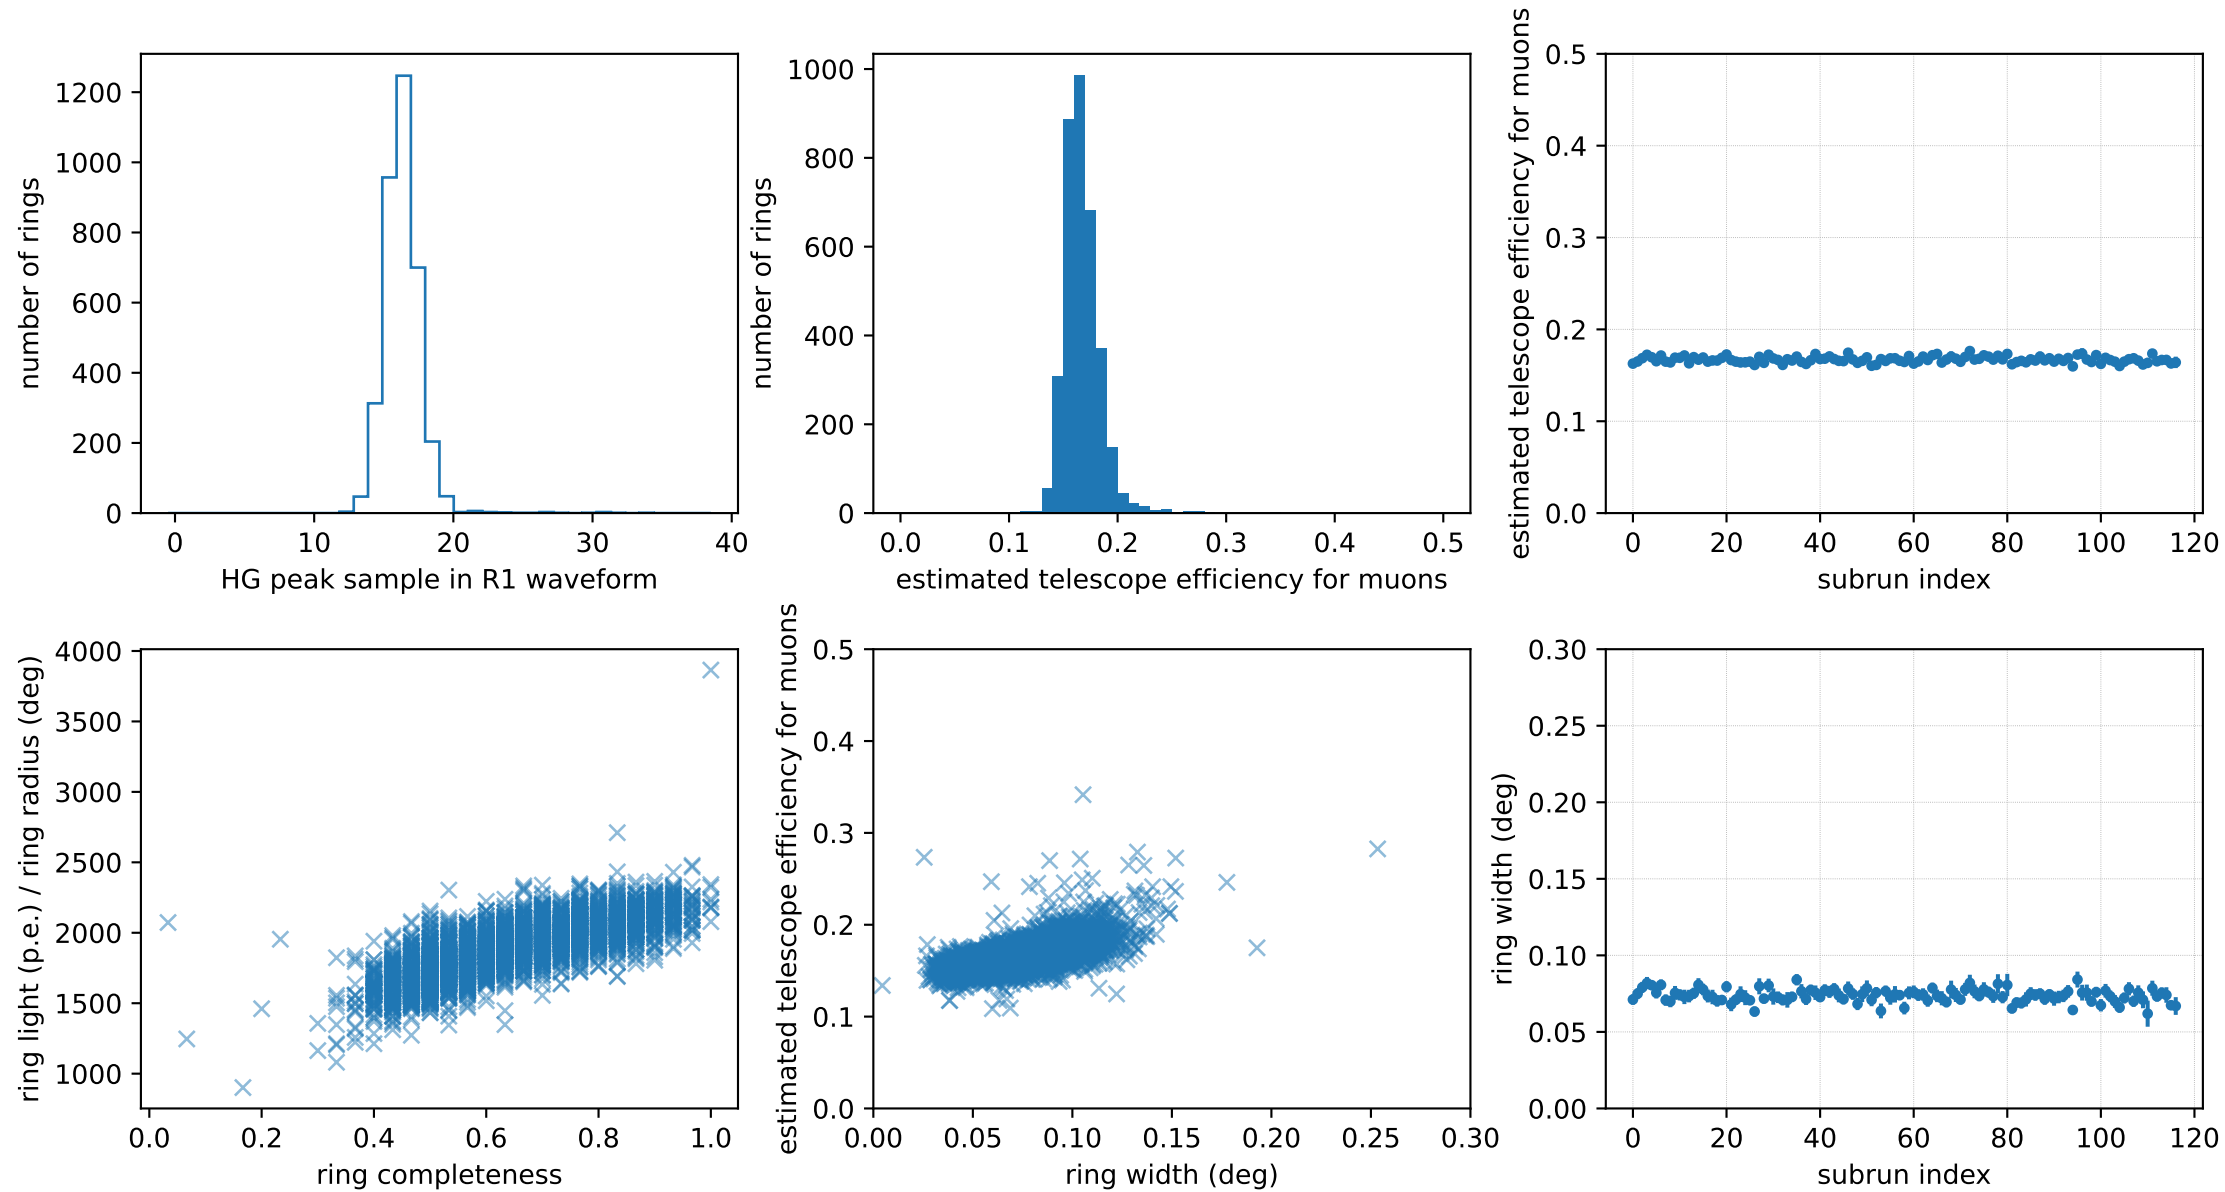 number of rings
1200
1000
800
600
400
200
0
0 10 20 30 40
HG peak sample in R1 waveform
number of rings
1000
800
600
400
200
0
0.0 0.1 0.2 0.3 0.4 0.5
estimated telescope efficiency for muons
estimated telescope efficiency for muons
0.5
0.4
0.3
0.2
0.1
0.0
0 20 40 60 80 100 120
subrun index
ring light (p.e.) / ring radius (deg)
4000
3500
3000
2500
2000
1500
1000
0.0 0.2 0.4 0.6 0.8 1.0
ring completeness
estimated telescope efficiency for muons
0.5
0.4
0.3
0.2
0.1
0.0
0.00 0.05 0.10 0.15 0.20 0.25 0.30
ring width (deg)
ring width (deg)
0.30
0.25
0.20
0.15
0.10
0.05
0.00
0 20 40 60 80 100 120
subrun index